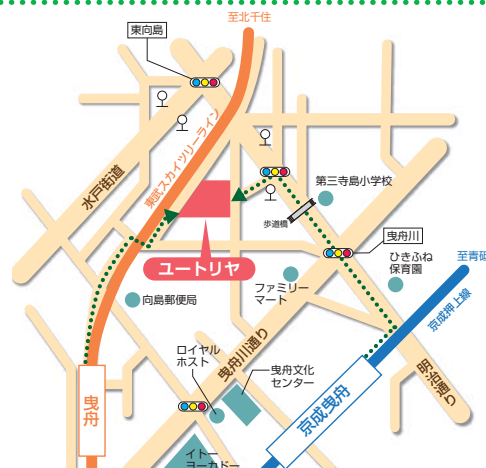 至北千住
東向島
水戸街道
東武スカイツリーライン
第三寺島小学校
歩道橋
曳舟川
ユートリヤ
ひきふね
保育園
至青砥
向島郵便局
ファミリー
マート
京成押上線
ロイヤル
ホスト
曳舟川通り
曳舟文化
センター
明治通り
曳舟
京成曳舟
イトー
ヨーカドー